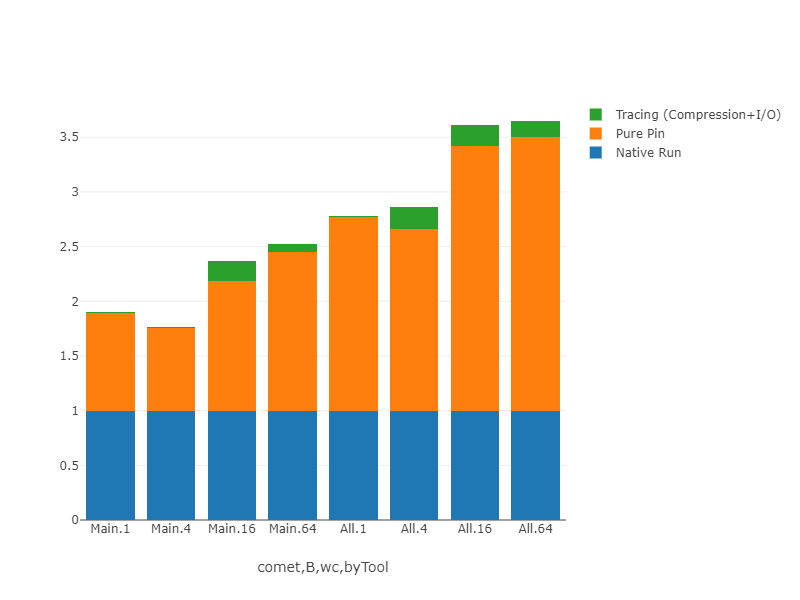 Tracing (Compression+I/O)
Pure Pin
Native Run
3.5
3
2.5
2
1.5
1
0.5
0
Main.1 Main.4 Main.16 Main.64 All.1 All.4 All.16 All.64
comet,B,wc,byTool